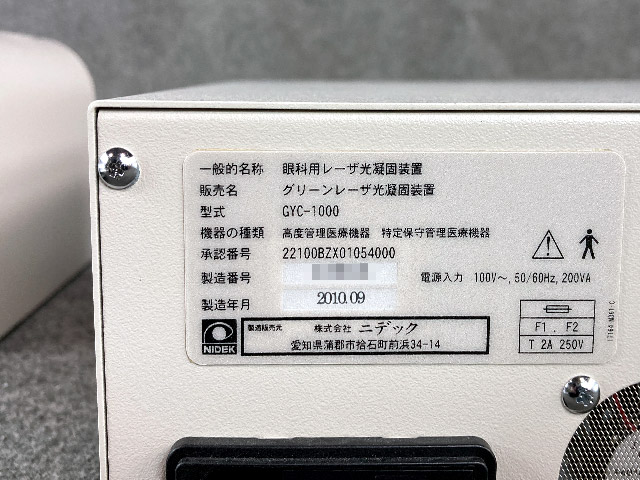 一般的名称 眼科用レーザ光凝固装置
販売名 グリーンレーザ光凝固装置
型式 GYC-1000
機器の種類 高度管理医療機器 特定保守管理医療機器
承認番号 22100BZX01054000
製造番号
電源入力 100V～, 50/60Hz, 200VA
製造年月 2010.09
NIDEK
製造販売元 株式会社 ニデック
愛知県蒲郡市拾石町前浜34-14
F1 . F2
T 2A 250V
17164-M361-C